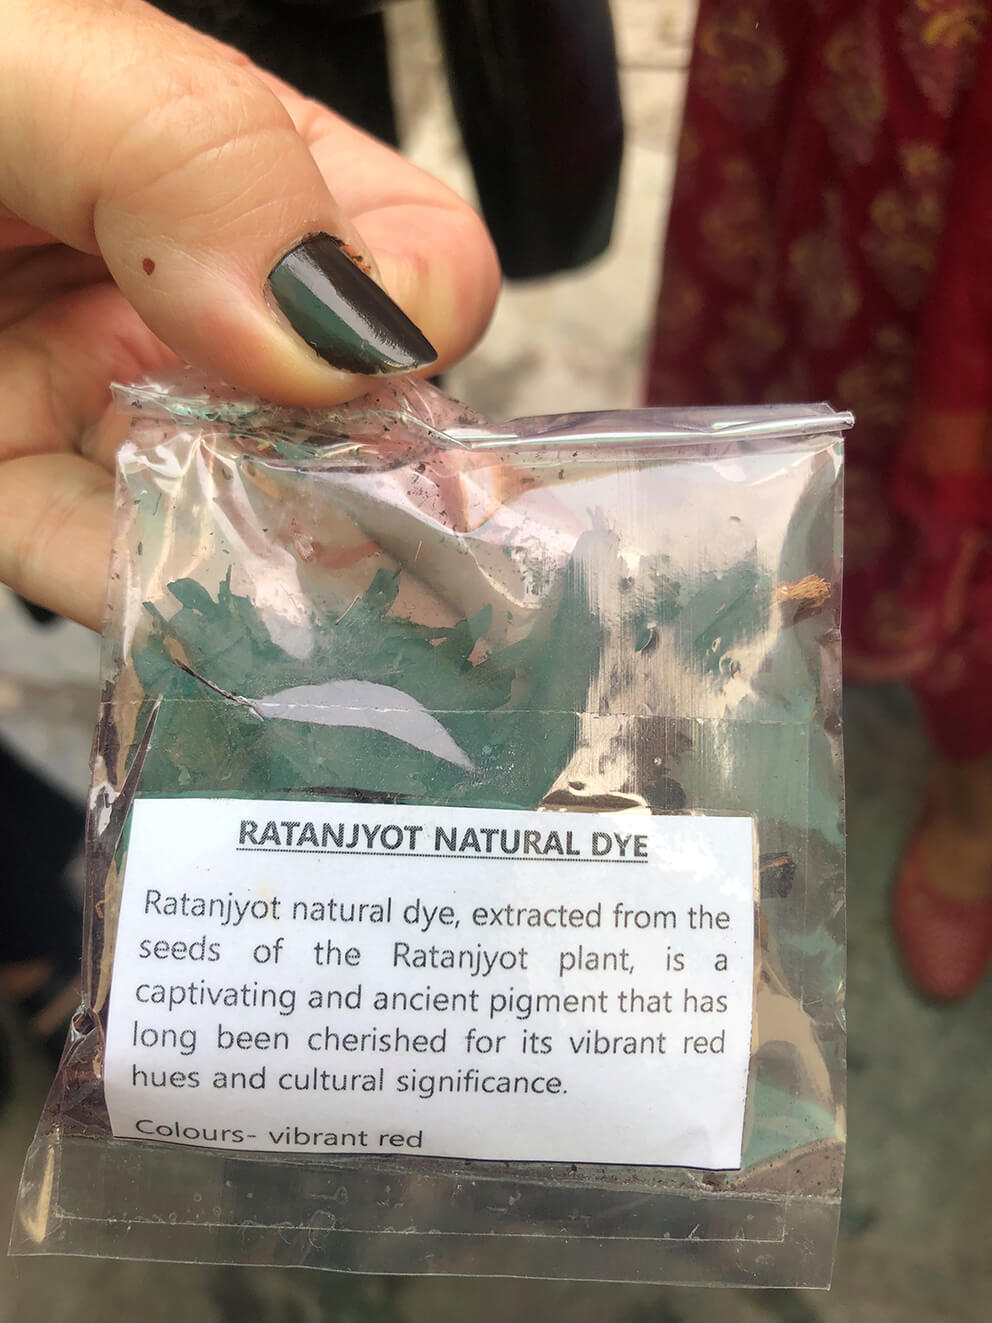 RATANJYOT NATURAL DYE
Ratanjyot natural dye, extracted from the
seeds of the Ratanjyot plant, is a
captivating and ancient pigment that has
long been cherished for its vibrant red
hues and cultural significance.
Colours- vibrant red